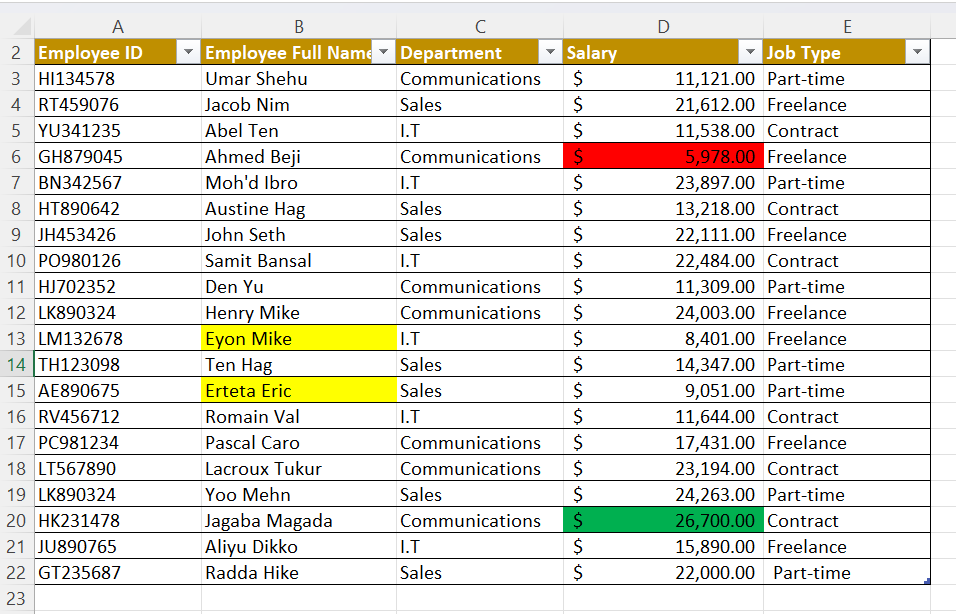 A B C D E
2 Employee ID Employee Full Name Department Salary Job Type
3 HI134578 Umar Shehu Communications $ 11,121.00 Part-time
4 RT459076 Jacob Nim Sales $ 21,612.00 Freelance
5 YU341235 Abel Ten I.T $ 11,538.00 Contract
6 GH879045 Ahmed Beji Communications $ 5,978.00 Freelance
7 BN342567 Moh'd Ibro I.T $ 23,897.00 Part-time
8 HT890642 Austine Hag Sales $ 13,218.00 Contract
9 JH453426 John Seth Sales $ 22,111.00 Freelance
10 PO980126 Samit Bansal I.T $ 22,484.00 Contract
11 HJ702352 Den Yu Communications $ 11,309.00 Part-time
12 LK890324 Henry Mike Communications $ 24,003.00 Freelance
13 LM132678 Eyon Mike I.T $ 8,401.00 Freelance
14 TH123098 Ten Hag Sales $ 14,347.00 Part-time
15 AE890675 Erteta Eric Sales $ 9,051.00 Part-time
16 RV456712 Romain Val I.T $ 11,644.00 Contract
17 PC981234 Pascal Caro Communications $ 17,431.00 Freelance
18 LT567890 Lacroux Tukur Communications $ 23,194.00 Contract
19 LK890324 Yoo Mehn Sales $ 24,263.00 Part-time
20 HK231478 Jagaba Magada Communications $ 26,700.00 Contract
21 JU890765 Aliyu Dikko I.T $ 15,890.00 Freelance
22 GT235687 Radda Hike Sales $ 22,000.00 Part-time
23